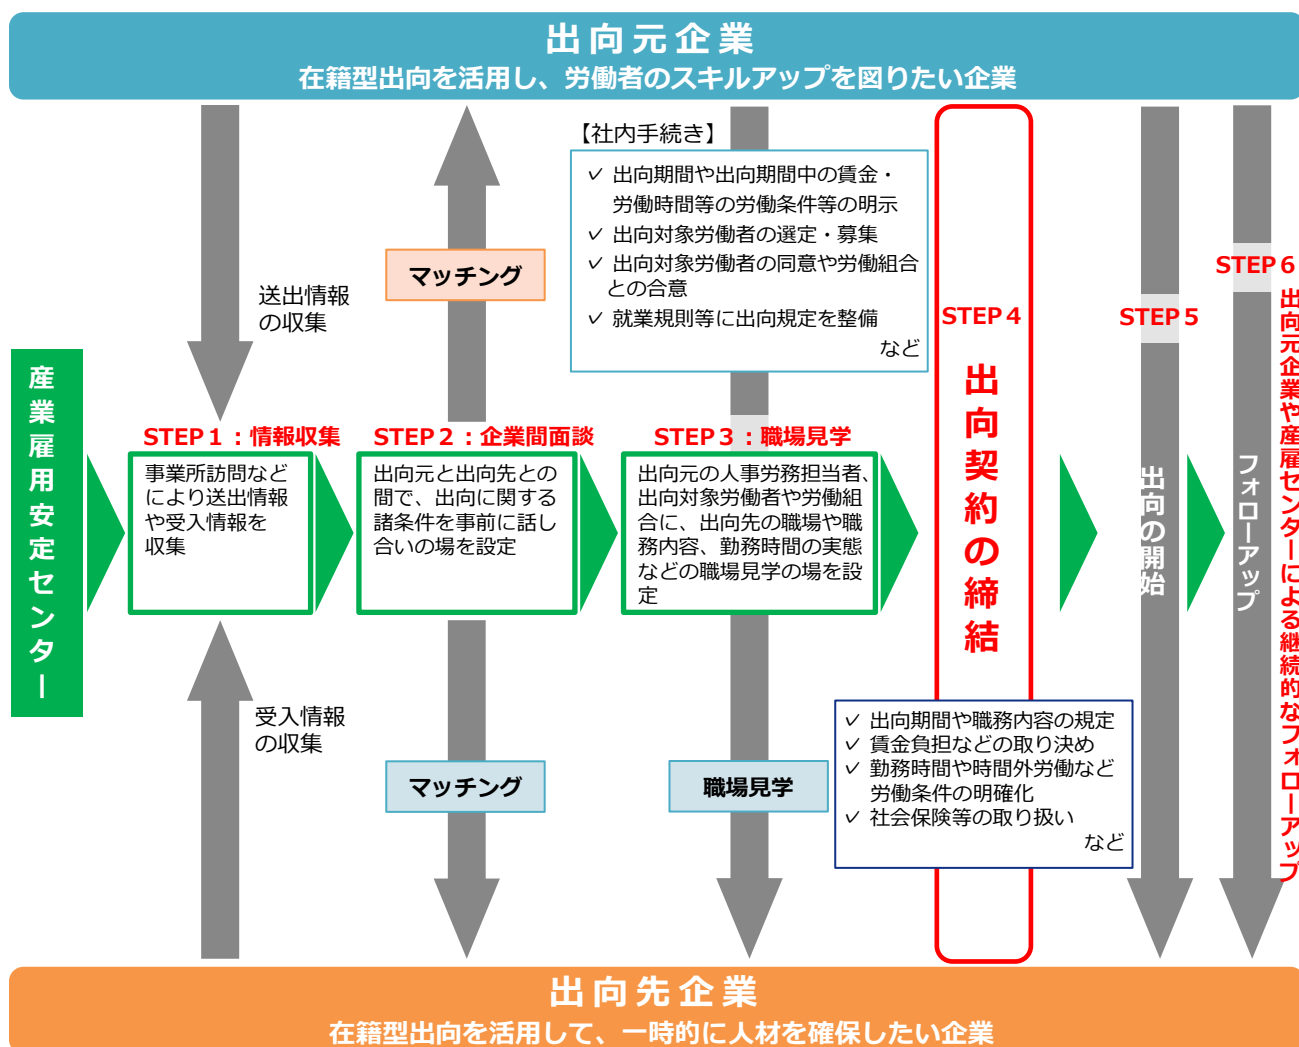 出向元企業
在籍型出向を活用し、労働者のスキルアップを図りたい企業
【社内手続き】
✓ 出向期間や出向期間中の賃金・
労働時間等の労働条件等の明示
✓ 出向対象労働者の選定・募集
✓ 出向対象労働者の同意や労働組合
との合意
✓ 就業規則等に出向規定を整備
など
マッチング
送出情報
の収集
産業雇用安定センター
STEP1：情報収集
事業所訪問など
により送出情報
や受入情報を
収集
STEP2：企業間面談
出向元と出向先との
間で、出向に関する
諸条件を事前に話し
合いの場を設定
STEP3：職場見学
出向元の人事労務担当者、
出向対象労働者や労働組
合に、出向先の職場や職
務内容、勤務時間の実態
などの職場見学の場を設
定
STEP4
出向契約の締結
STEP5
出向の開始
STEP6
フォローアップ
出向元企業や産雇センターによる継続的なフォローアップ
受入情報
の収集
マッチング
職場見学
✓ 出向期間や職務内容の規定
✓ 賃金負担などの取り決め
✓ 勤務時間や時間外労働など
労働条件の明確化
✓ 社会保険等の取り扱い
など
出向先企業
在籍型出向を活用して、一時的に人材を確保したい企業